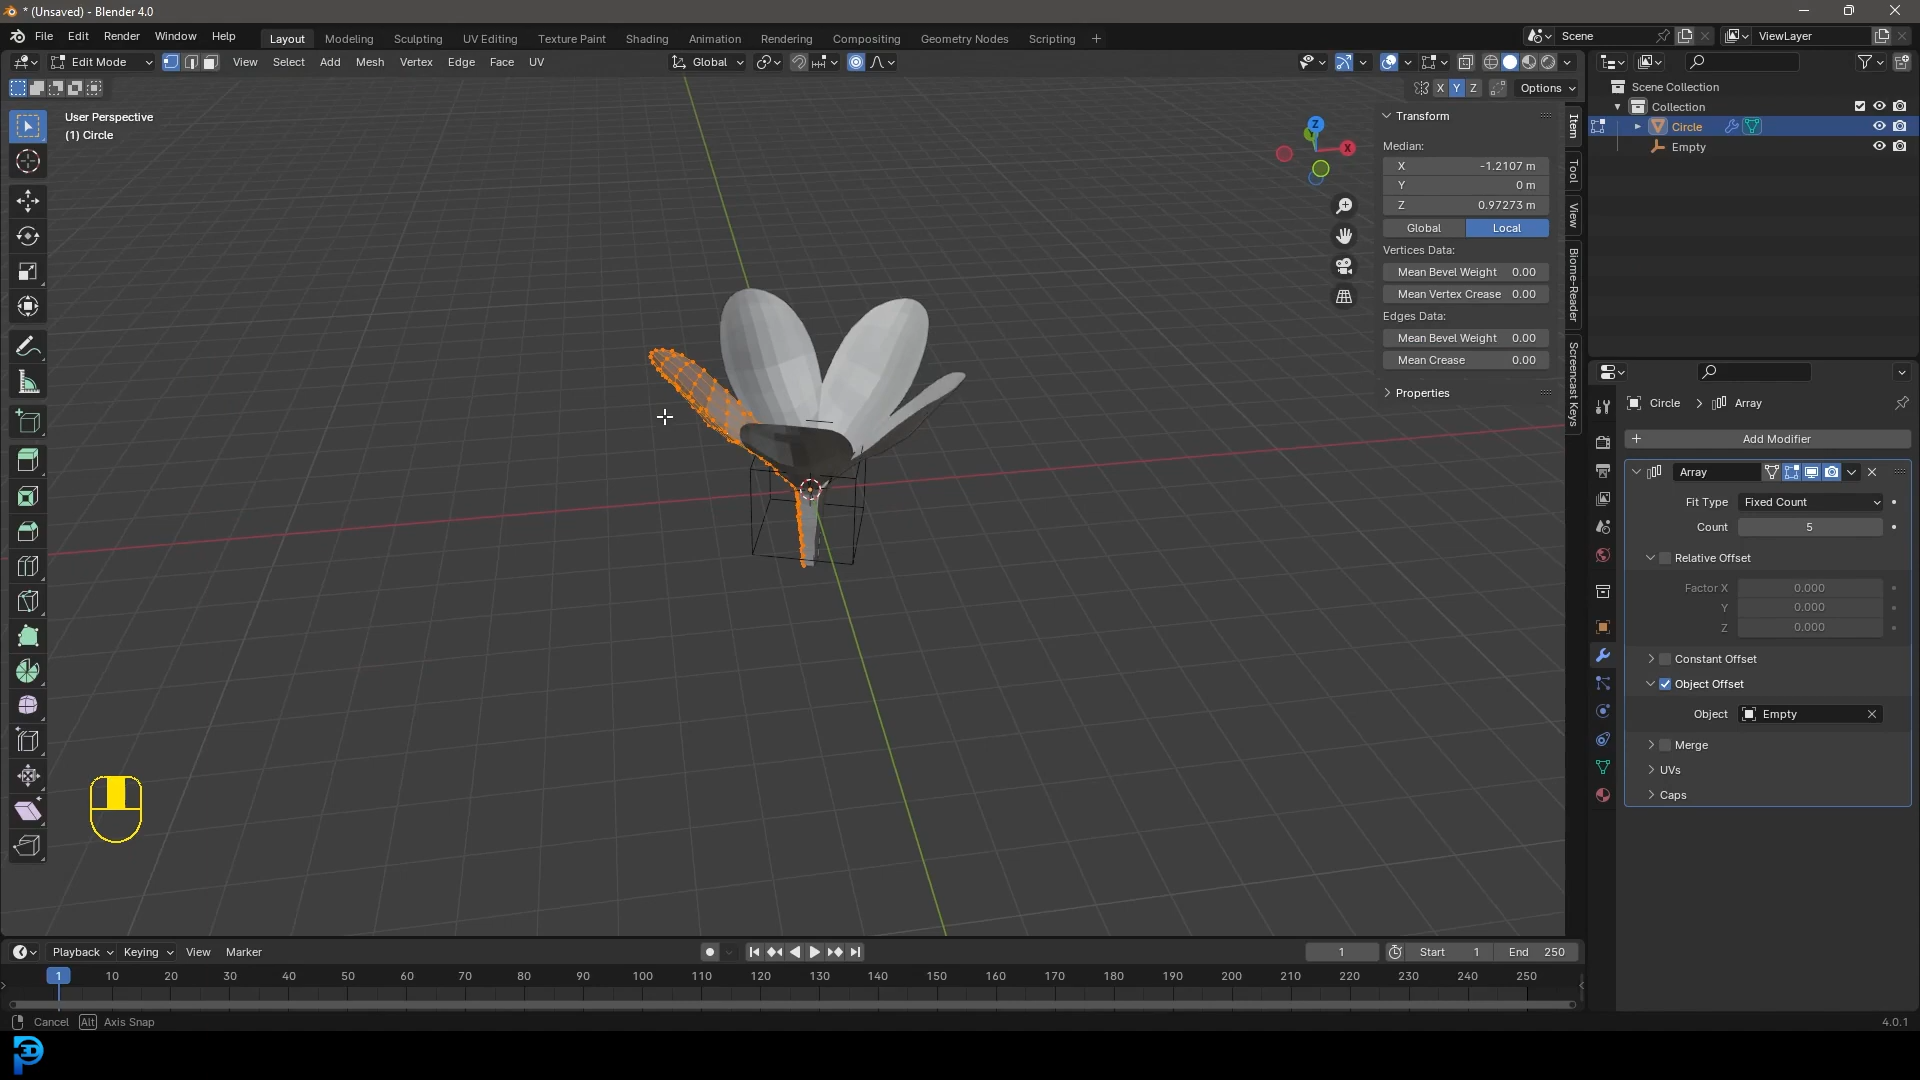 * (Unsaved) - Blender 4.0
File Edit Render Window Help Layout Modeling Sculpting UV Editing Texture Paint Shading Animation Rendering Compositing Geometry Nodes Scripting + Scene ViewLayer
Edit Mode View Select Add Mesh Vertex Edge Face UV Global
X Y Z Options
User Perspective
(1) Circle
Z
X
Transform
Median:
X -1.2107 m
Y 0 m
Z 0.97273 m
Global Local
Vertices Data:
Mean Bevel Weight 0.00
Mean Vertex Crease 0.00
Edges Data:
Mean Bevel Weight 0.00
Mean Crease 0.00
Properties
Item
Tool
View
Biome-Reader
Screencast Keys
Scene Collection
Collection
Circle
Empty
Circle > Array
+ Add Modifier
Array
Fit Type Fixed Count
Count 5
Relative Offset
Factor X 0.000
Y 0.000
Z 0.000
Constant Offset
Object Offset
Object Empty
Merge
UVs
Caps
Playback Keying View Marker 1 Start 1 End 250
1 10 20 30 40 50 60 70 80 90 100 110 120 130 140 150 160 170 180 190 200 210 220 230 240 250
Cancel Alt Axis Snap 4.0.1
3D